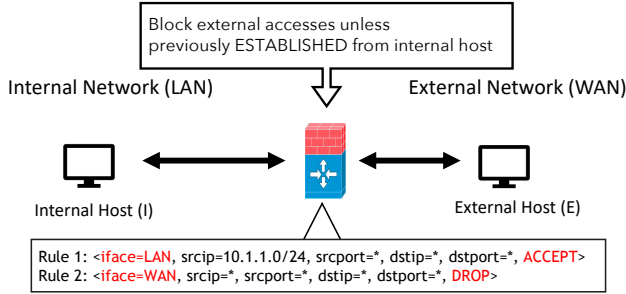 Block external accesses unless
previously ESTABLISHED from internal host
Internal Network (LAN)
External Network (WAN)
Internal Host (I)
External Host (E)
Rule 1: <iface=LAN, srcip=10.1.1.0/24, srcport=*, dstip=*, dstport=*, ACCEPT>
Rule 2: <iface=WAN, srcip=*, srcport=*, dstip=*, dstport=*, DROP>